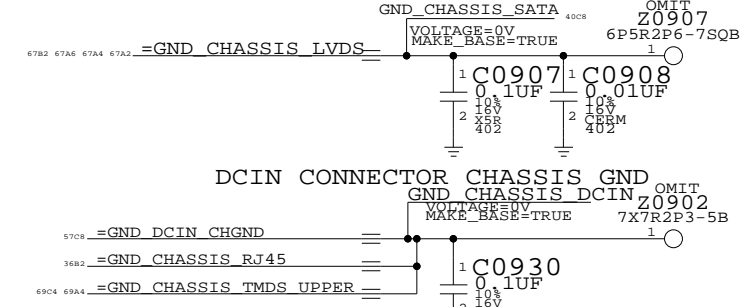 GND_CHASSIS_SATA 40C8
OMIT
Z0907
6P5R2P6-7SQB
VOLTAGE=0V
MAKE_BASE=TRUE
67B2 67A6 67A4 67A2 =GND_CHASSIS_LVDS
1
1 C0907
0.1UF
10%
16V
2 X5R
402
1 C0908
0.01UF
10%
16V
2 CERM
402
DCIN CONNECTOR CHASSIS GND
GND_CHASSIS_DCIN
OMIT
Z0902
7X7R2P3-5B
VOLTAGE=0V
MAKE_BASE=TRUE
57C8 =GND_DCIN_CHGND
1
36B2 =GND_CHASSIS_RJ45
1 C0930
0.1UF
10%
16V
69C4 69A4 =GND_CHASSIS_TMDS_UPPER